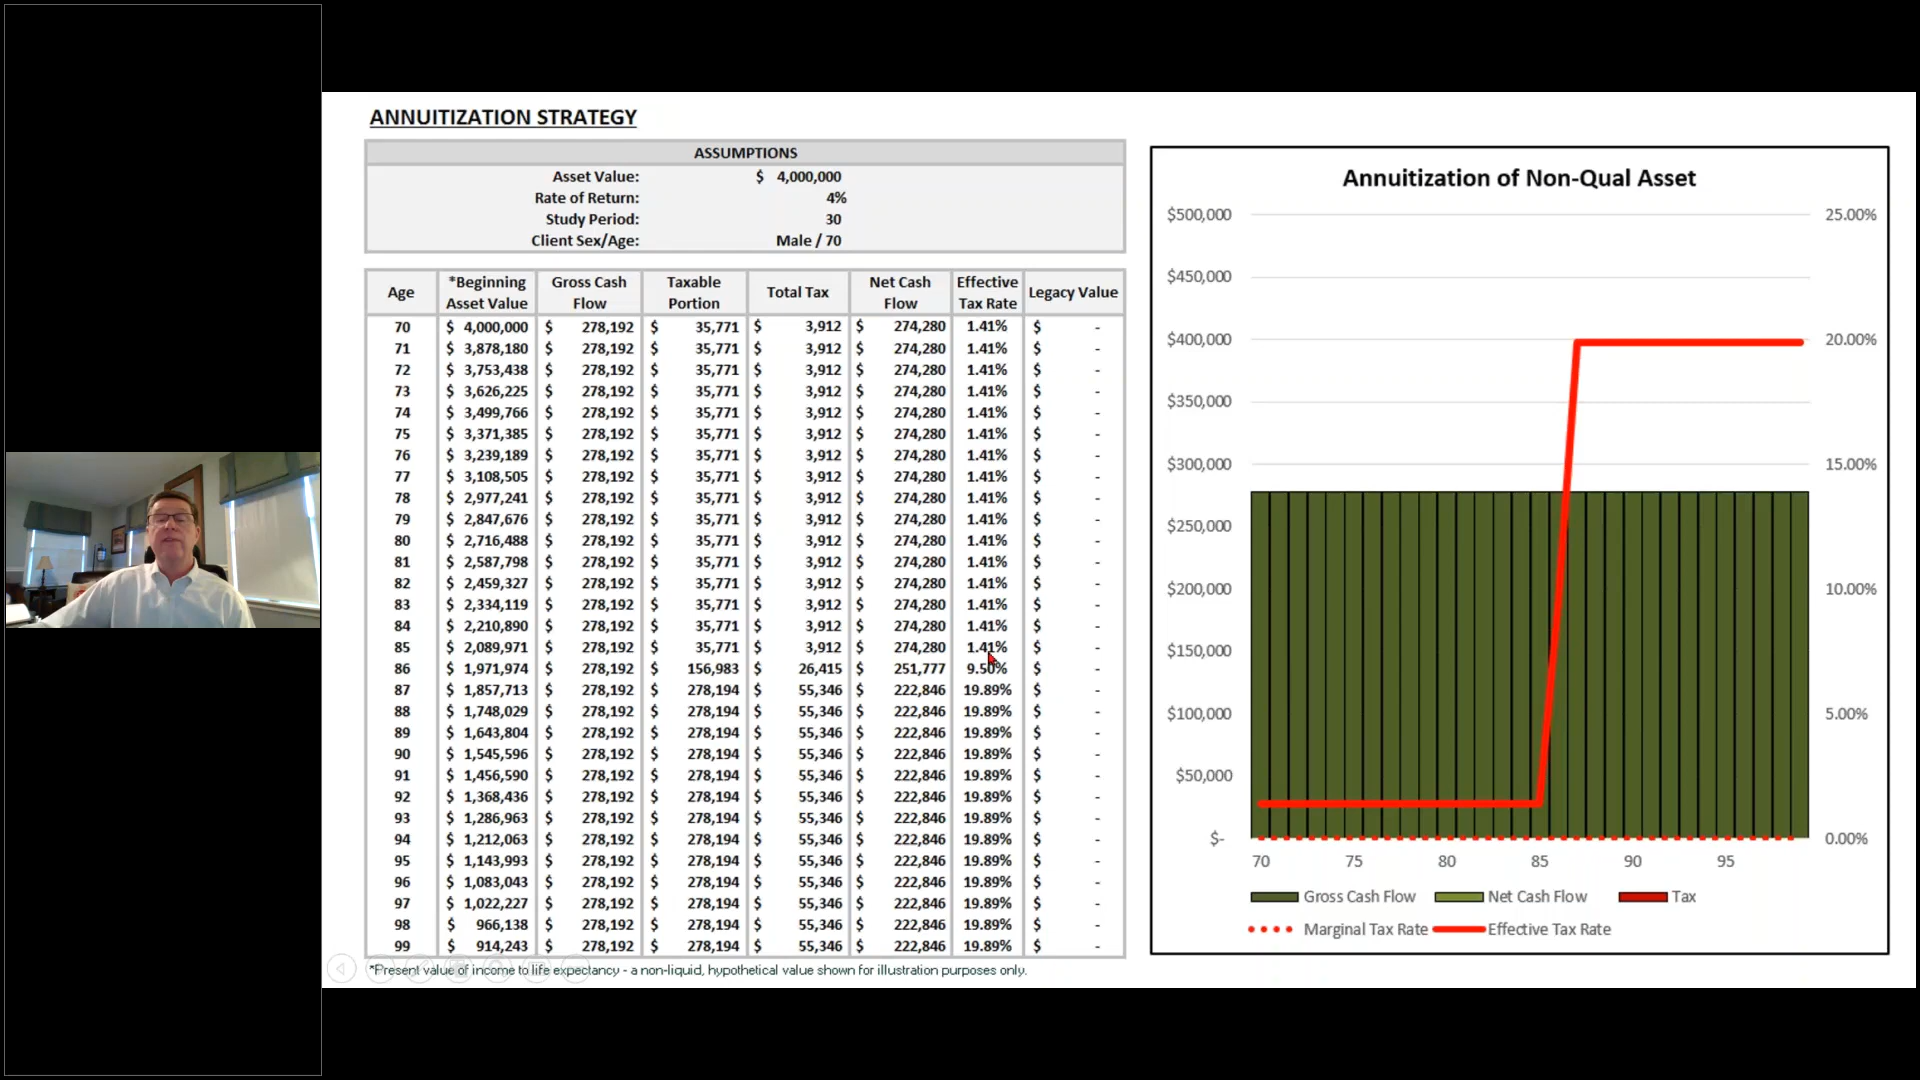 ANNUITIZATION STRATEGY
ASSUMPTIONS
Asset Value: $ 4,000,000
Rate of Return: 4%
Study Period: 30
Client Sex/Age: Male / 70
Age *Beginning Asset Value Gross Cash Flow Taxable Portion Total Tax Net Cash Flow Effective Tax Rate Legacy Value
70 $ 4,000,000 $ 278,192 $ 35,771 $ 3,912 $ 274,280 1.41% $ -
71 $ 3,878,180 $ 278,192 $ 35,771 $ 3,912 $ 274,280 1.41% $ -
72 $ 3,753,438 $ 278,192 $ 35,771 $ 3,912 $ 274,280 1.41% $ -
73 $ 3,626,225 $ 278,192 $ 35,771 $ 3,912 $ 274,280 1.41% $ -
74 $ 3,499,766 $ 278,192 $ 35,771 $ 3,912 $ 274,280 1.41% $ -
75 $ 3,371,385 $ 278,192 $ 35,771 $ 3,912 $ 274,280 1.41% $ -
76 $ 3,239,189 $ 278,192 $ 35,771 $ 3,912 $ 274,280 1.41% $ -
77 $ 3,108,505 $ 278,192 $ 35,771 $ 3,912 $ 274,280 1.41% $ -
78 $ 2,977,241 $ 278,192 $ 35,771 $ 3,912 $ 274,280 1.41% $ -
79 $ 2,847,676 $ 278,192 $ 35,771 $ 3,912 $ 274,280 1.41% $ -
80 $ 2,716,488 $ 278,192 $ 35,771 $ 3,912 $ 274,280 1.41% $ -
81 $ 2,587,798 $ 278,192 $ 35,771 $ 3,912 $ 274,280 1.41% $ -
82 $ 2,459,327 $ 278,192 $ 35,771 $ 3,912 $ 274,280 1.41% $ -
83 $ 2,334,119 $ 278,192 $ 35,771 $ 3,912 $ 274,280 1.41% $ -
84 $ 2,210,890 $ 278,192 $ 35,771 $ 3,912 $ 274,280 1.41% $ -
85 $ 2,089,971 $ 278,192 $ 35,771 $ 3,912 $ 274,280 1.41% $ -
86 $ 1,971,974 $ 278,192 $ 156,983 $ 26,415 $ 251,777 9.50% $ -
87 $ 1,857,713 $ 278,192 $ 278,194 $ 55,346 $ 222,846 19.89% $ -
88 $ 1,748,029 $ 278,192 $ 278,194 $ 55,346 $ 222,846 19.89% $ -
89 $ 1,643,804 $ 278,192 $ 278,194 $ 55,346 $ 222,846 19.89% $ -
90 $ 1,545,596 $ 278,192 $ 278,194 $ 55,346 $ 222,846 19.89% $ -
91 $ 1,456,590 $ 278,192 $ 278,194 $ 55,346 $ 222,846 19.89% $ -
92 $ 1,368,436 $ 278,192 $ 278,194 $ 55,346 $ 222,846 19.89% $ -
93 $ 1,286,963 $ 278,192 $ 278,194 $ 55,346 $ 222,846 19.89% $ -
94 $ 1,212,063 $ 278,192 $ 278,194 $ 55,346 $ 222,846 19.89% $ -
95 $ 1,143,993 $ 278,192 $ 278,194 $ 55,346 $ 222,846 19.89% $ -
96 $ 1,083,043 $ 278,192 $ 278,194 $ 55,346 $ 222,846 19.89% $ -
97 $ 1,022,227 $ 278,192 $ 278,194 $ 55,346 $ 222,846 19.89% $ -
98 $ 966,138 $ 278,192 $ 278,194 $ 55,346 $ 222,846 19.89% $ -
99 $ 914,243 $ 278,192 $ 278,194 $ 55,346 $ 222,846 19.89% $ -
*Present value of income to life expectancy - a non-liquid, hypothetical value shown for illustration purposes only.
Annuitization of Non-Qual Asset
$500,000 25.00%
$450,000
$400,000 20.00%
$350,000
$300,000 15.00%
$250,000
$200,000 10.00%
$150,000
$100,000 5.00%
$50,000
$- 0.00%
70 75 80 85 90 95
Gross Cash Flow Net Cash Flow Tax
Marginal Tax Rate Effective Tax Rate